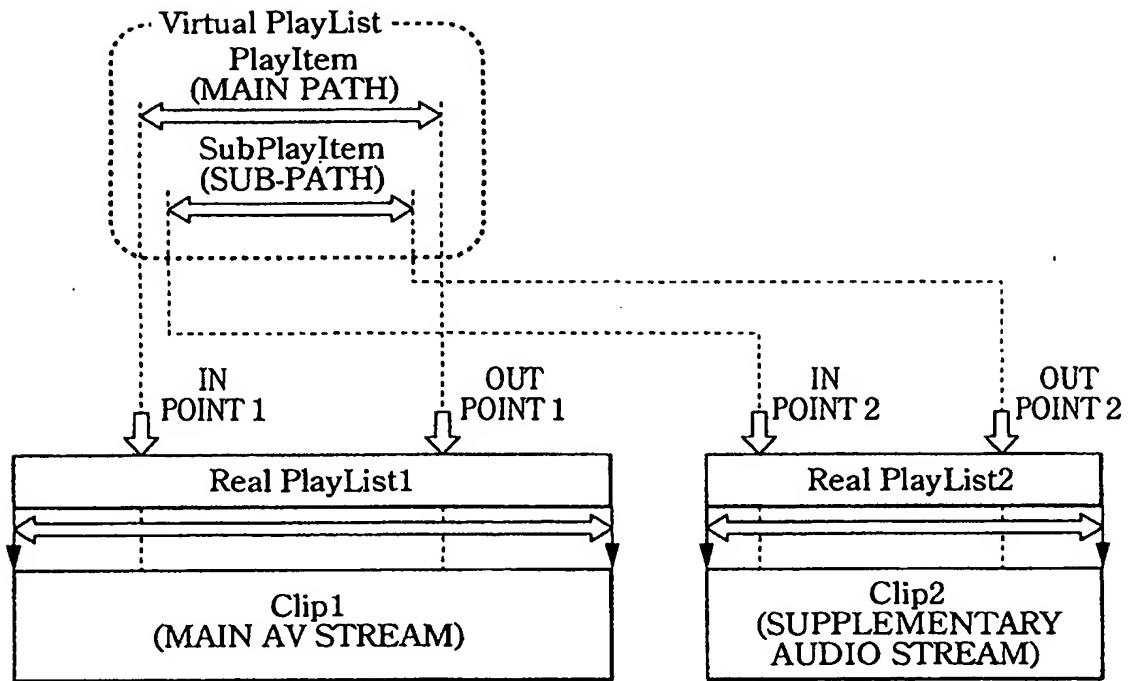 Virtual PlayList
PlayItem
(MAIN PATH)
SubPlayItem
(SUB-PATH)
IN
POINT 1
OUT
POINT 1
IN
POINT 2
OUT
POINT 2
Real PlayList1
Real PlayList2
Clip1
(MAIN AV STREAM)
Clip2
(SUPPLEMENTARY
AUDIO STREAM)